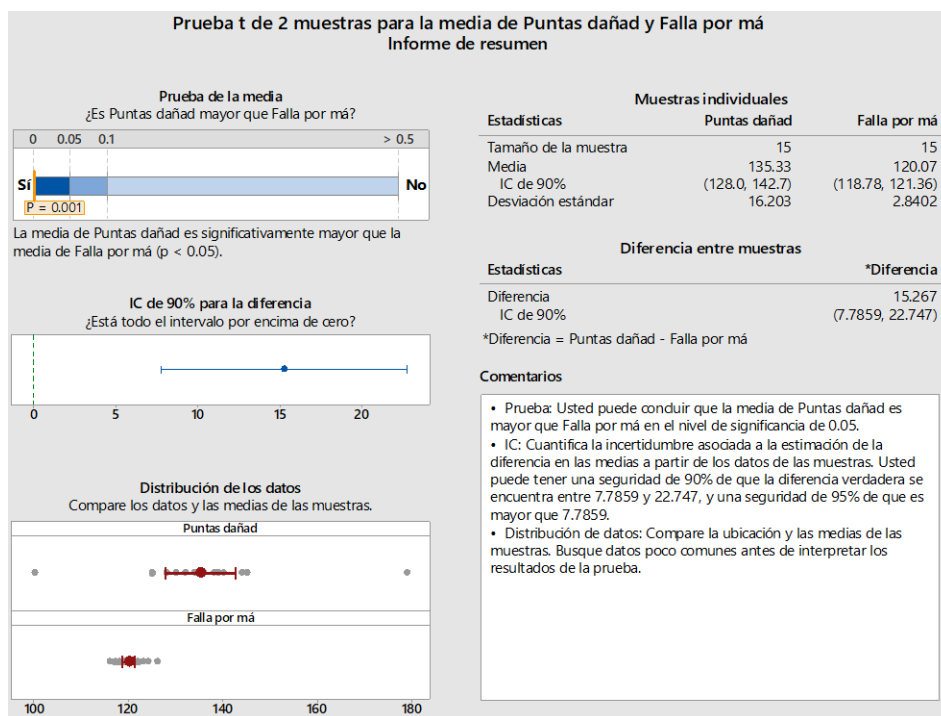 Prueba t de 2 muestras para la media de Puntas dañad y Falla por má
Informe de resumen
Prueba de la media
¿Es Puntas dañad mayor que Falla por má?
0 0.05 0.1 > 0.5
Sí No
P = 0.001
La media de Puntas dañad es significativamente mayor que la
media de Falla por má (p < 0.05).
IC de 90% para la diferencia
¿Está todo el intervalo por encima de cero?
0 5 10 15 20
Distribución de los datos
Compare los datos y las medias de las muestras.
Puntas dañad
Falla por má
100 120 140 160 180
Muestras individuales
Estadísticas Puntas dañad Falla por má
Tamaño de la muestra 15 15
Media 135.33 120.07
IC de 90% (128.0, 142.7) (118.78, 121.36)
Desviación estándar 16.203 2.8402
Diferencia entre muestras
Estadísticas *Diferencia
Diferencia 15.267
IC de 90% (7.7859, 22.747)
*Diferencia = Puntas dañad - Falla por má
Comentarios
• Prueba: Usted puede concluir que la media de Puntas dañad es
mayor que Falla por má en el nivel de significancia de 0.05.
• IC: Cuantifica la incertidumbre asociada a la estimación de la
diferencia en las medias a partir de los datos de las muestras. Usted
puede tener una seguridad de 90% de que la diferencia verdadera se
encuentra entre 7.7859 y 22.747, y una seguridad de 95% de que es
mayor que 7.7859.
• Distribución de datos: Compare la ubicación y las medias de las
muestras. Busque datos poco comunes antes de interpretar los
resultados de la prueba.